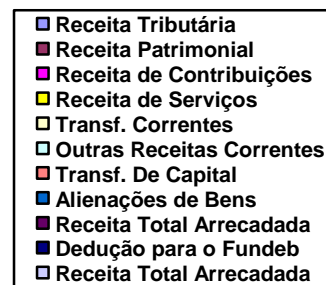 Receita Tributária
Receita Patrimonial
Receita de Contribuições
Receita de Serviços
Transf. Correntes
Outras Receitas Correntes
Transf. De Capital
Alienações de Bens
Receita Total Arrecadada
Dedução para o Fundeb
Receita Total Arrecadada